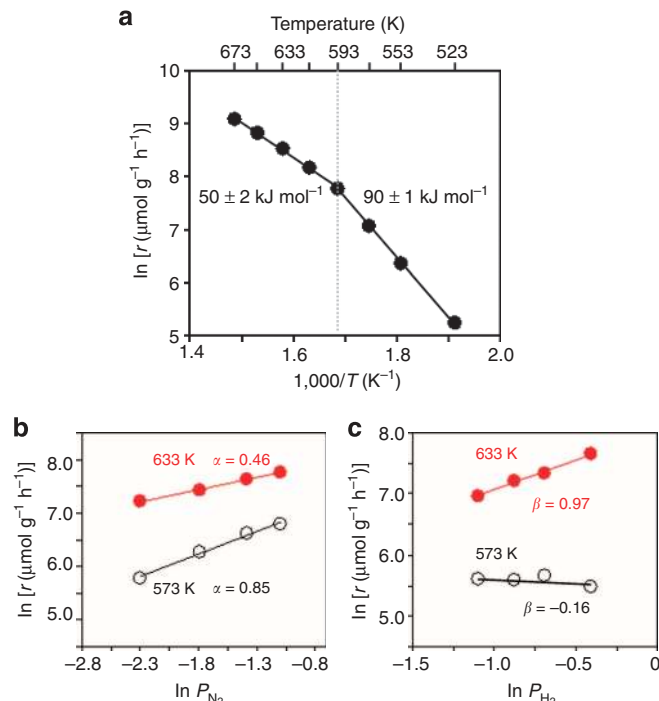 a
Temperature (K)
673 633 593 553 523
10
9
8
7
6
5
ln [r (μmol g⁻¹ h⁻¹)]
50 ± 2 kJ mol⁻¹
90 ± 1 kJ mol⁻¹
1.4 1.6 1.8 2.0
1,000/T (K⁻¹)
b
8.0
7.0
6.0
5.0
ln [r (μmol g⁻¹ h⁻¹)]
633 K α = 0.46
573 K α = 0.85
−2.8 −2.3 −1.8 −1.3 −0.8
ln P_N₂
c
8.0
7.0
6.0
5.0
ln [r (μmol g⁻¹ h⁻¹)]
633 K
β = 0.97
573 K
β = −0.16
−1.5 −1.0 −0.5 0
ln P_H₂